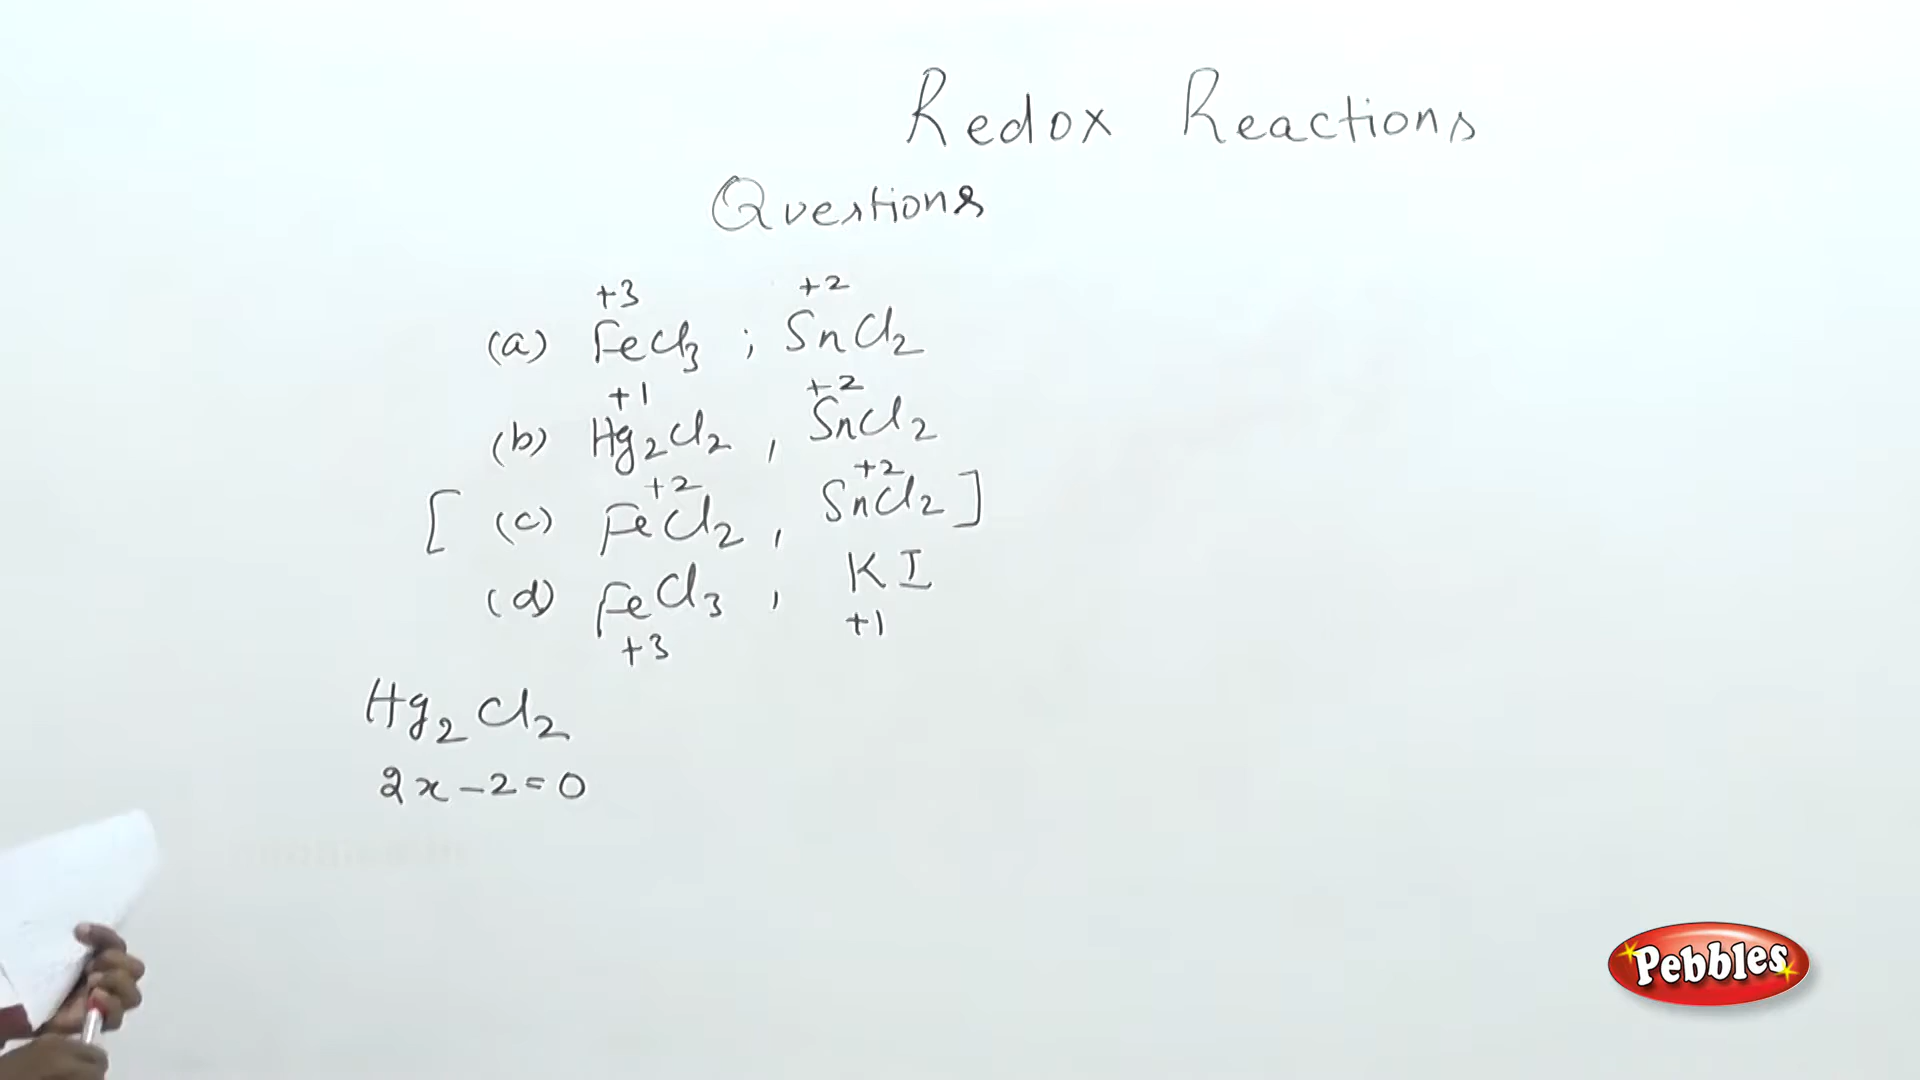 Redox Reactions
Questions
+3 +2
(a) FeCl3 ; SnCl2
+1 +2
(b) Hg2Cl2 , SnCl2
+2 +2
[ (c) FeCl2 , SnCl2 ]
(d) FeCl3 , KI
+3 +1
Hg2Cl2
2x-2=0
Pebbles